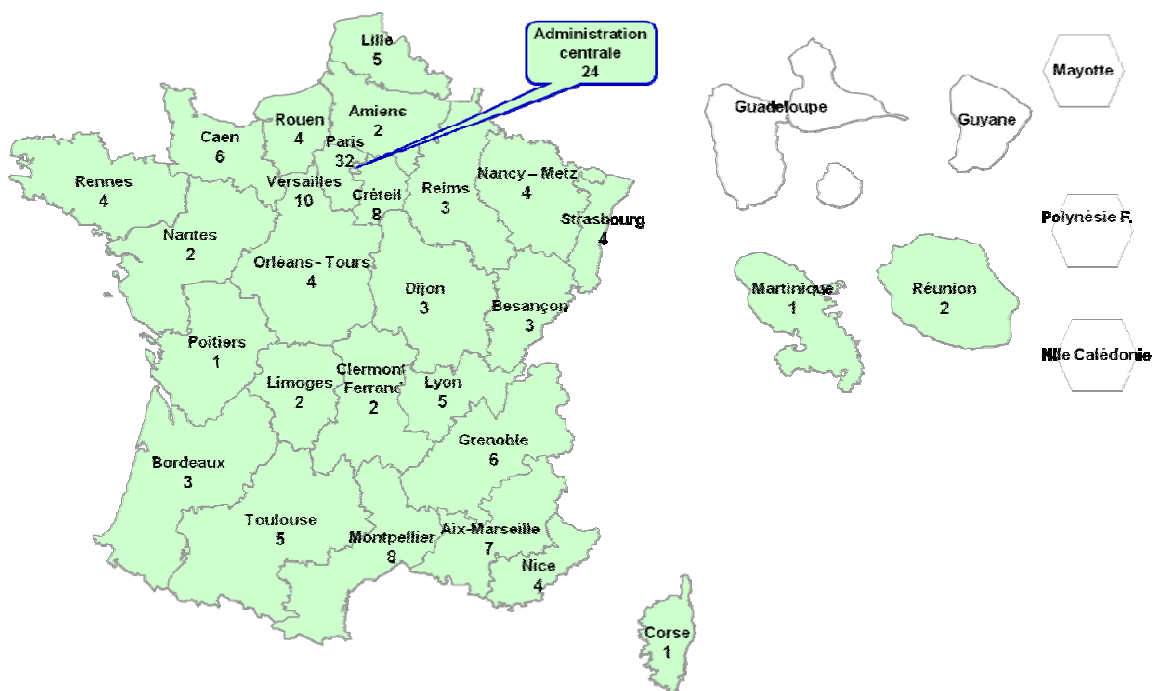 Lille
5
Administration
centrale
24
Amiens
2
Rouen
4
Caen
6
Paris
32
Rennes
4
Versailles
10
Créteil
8
Reims
3
Nancy – Metz
4
Strasbourg
4
Nantes
2
Orléans - Tours
4
Dijon
3
Besançon
3
Poitiers
1
Limoges
2
Clermont
Ferrand
2
Lyon
5
Grenoble
6
Bordeaux
3
Toulouse
5
Montpellier
8
Aix-Marseille
7
Nice
4
Corse
1
Guadeloupe
Guyane
Mayotte
Polynésie F.
Martinique
1
Réunion
2
Nlle Calédonie